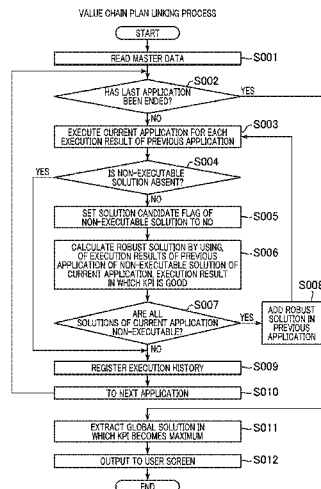 VALUE CHAIN PLAN LINKING PROCESS
START
READ MASTER DATA
S001
S002
HAS LAST APPLICATION
BEEN ENDED?
YES
NO
S003
EXECUTE CURRENT APPLICATION FOR EACH
EXECUTION RESULT OF PREVIOUS APPLICATION
S004
YES
IS NON-EXECUTABLE
SOLUTION ABSENT?
NO
S005
SET SOLUTION CANDIDATE FLAG OF
NON-EXECUTABLE SOLUTION TO NO
CALCULATE ROBUST SOLUTION BY USING,
OF EXECUTION RESULTS OF PREVIOUS
APPLICATION OF NON-EXECUTABLE SOLUTION OF
CURRENT APPLICATION, EXECUTION RESULT
IN WHICH KPI IS GOOD
S006
S007
ARE ALL
SOLUTIONS OF CURRENT APPLICATION
NON-EXECUTABLE?
YES
S008
ADD ROBUST
SOLUTION IN
PREVIOUS
APPLICATION
NO
REGISTER EXECUTION HISTORY
S009
TO NEXT APPLICATION
S010
EXTRACT GLOBAL SOLUTION IN
WHICH KPI BECOMES MAXIMUM
S011
OUTPUT TO USER SCREEN
S012
END